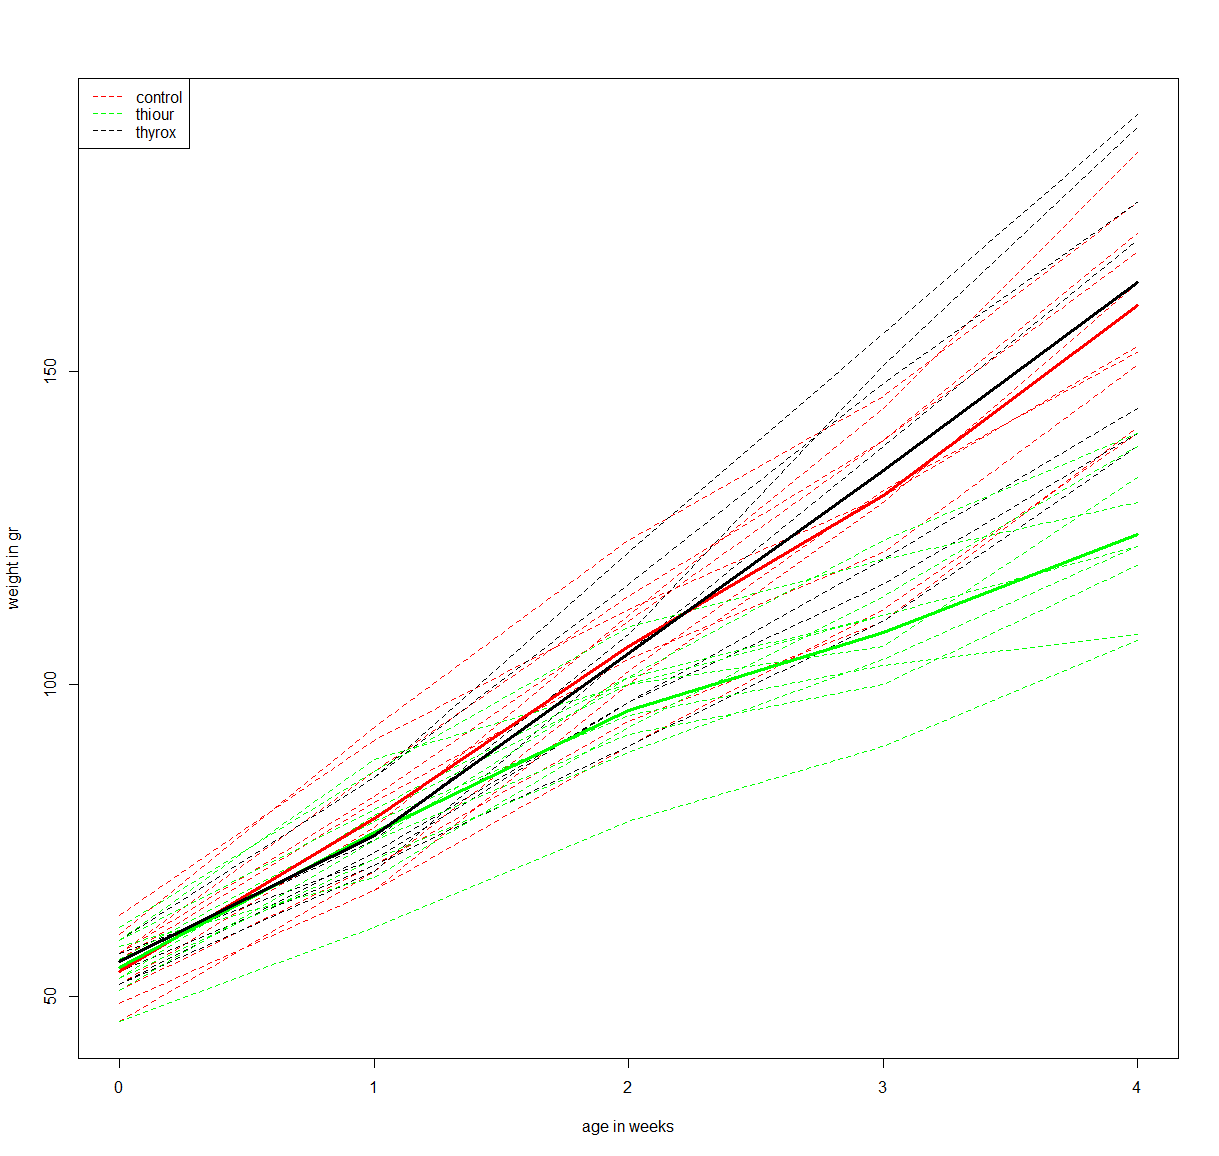 control
thiour
thyrox
150
100
50
weight in gr
0 1 2 3 4
age in weeks